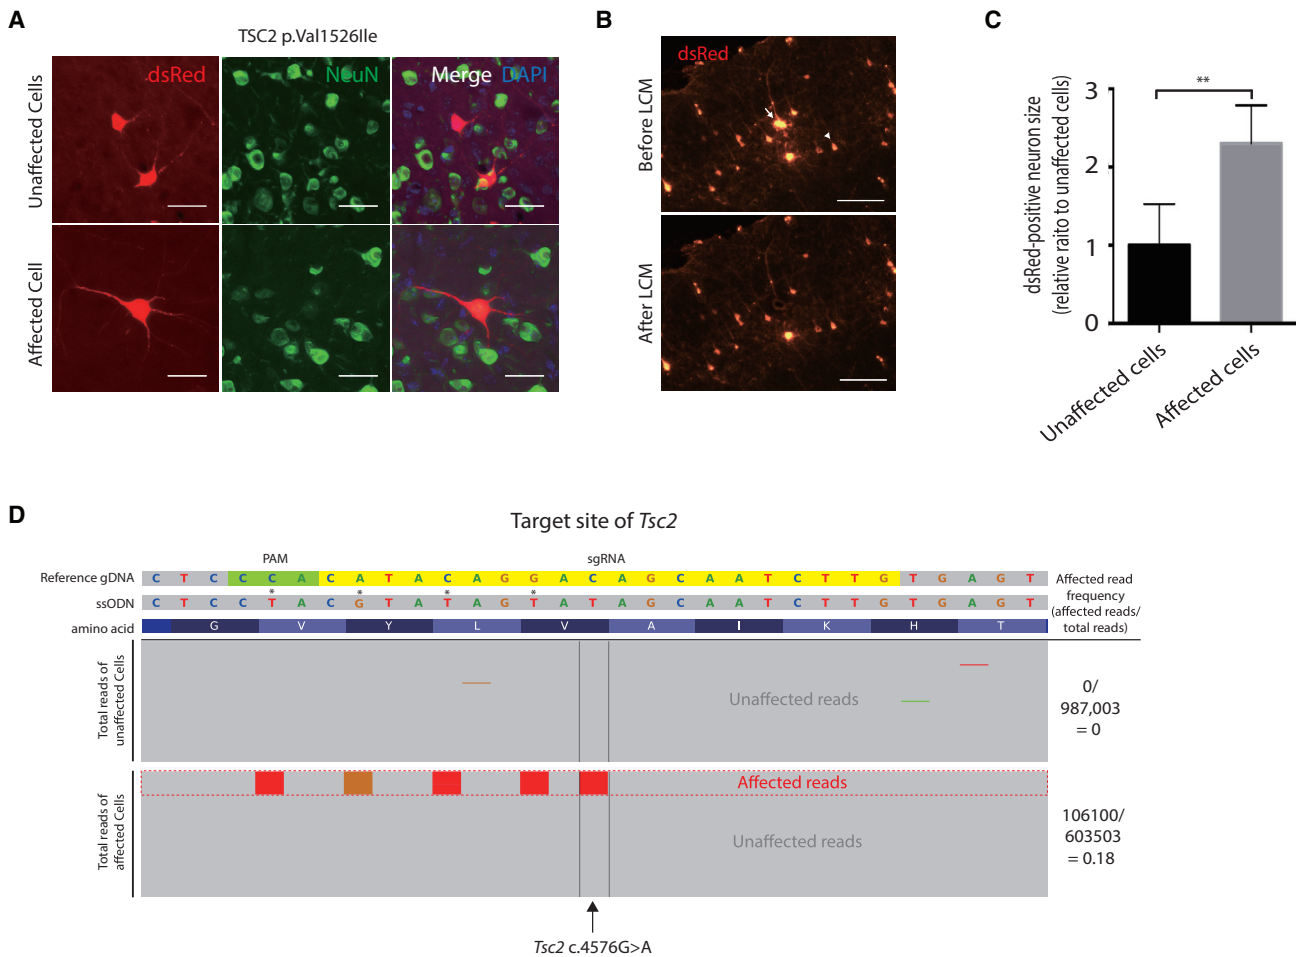 A
TSC2 p.Val1526Ile
Unaffected Cells
dsRed
NeuN
Merge DAPI
Affected Cell
B
dsRed
Before LCM
After LCM
C
dsRed-positive neuron size
(relative raito to unaffected cells)
3
2
1
0
**
Unaffected cells
Affected cells
D
Target site of Tsc2
PAM
sgRNA
Reference gDNA
C T C C C A C A T A C A G G A C A G C A A T C T T G T G A G T
* * * *
ssODN
C T C C T A C G T A T A G T A T A G C A A T C T T G T G A G T
amino acid
G V Y L V A I K H T
Affected read
frequency
(affected reads/
total reads)
Total reads of
unaffected Cells
Unaffected reads
0/
987,003
= 0
Total reads of
affected Cells
Affected reads
Unaffected reads
106100/
603503
= 0.18
Tsc2 c.4576G>A